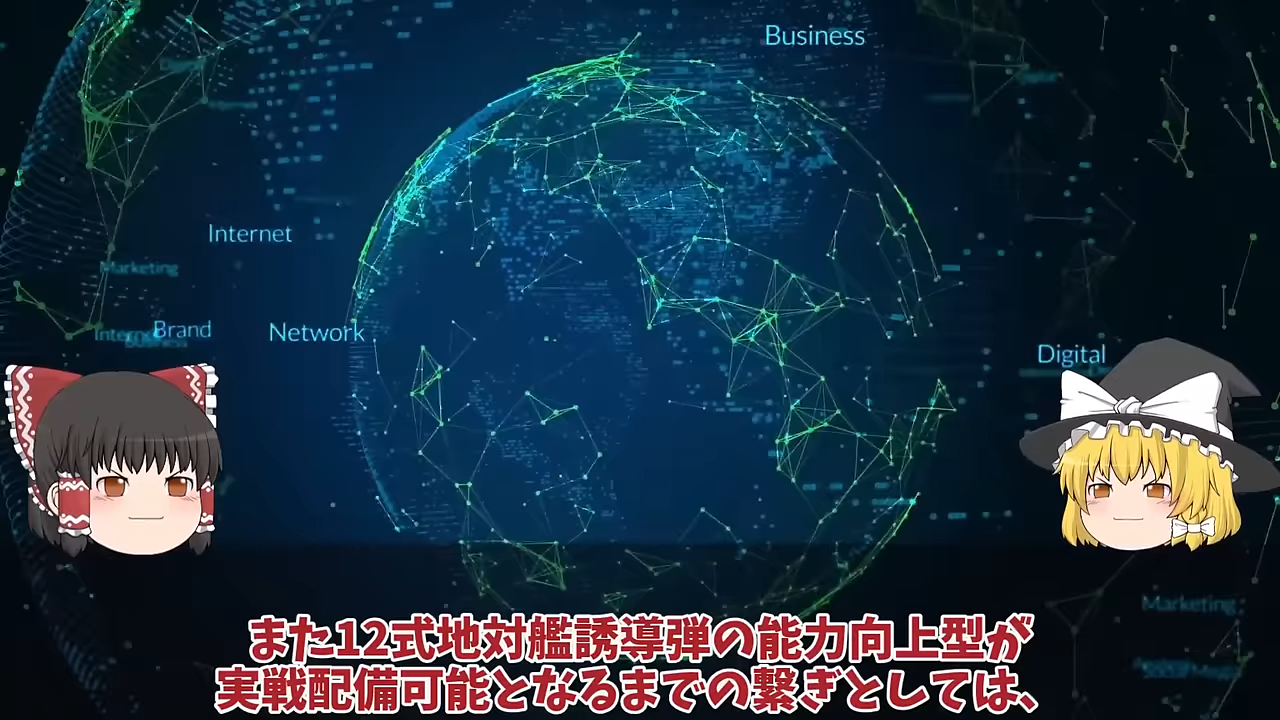 Business
Internet
Marketing
Brand
Network
Digital
Marketing
また12式地対艦誘導弾の能力向上型が
実戦配備可能となるまでの繋ぎとしては、